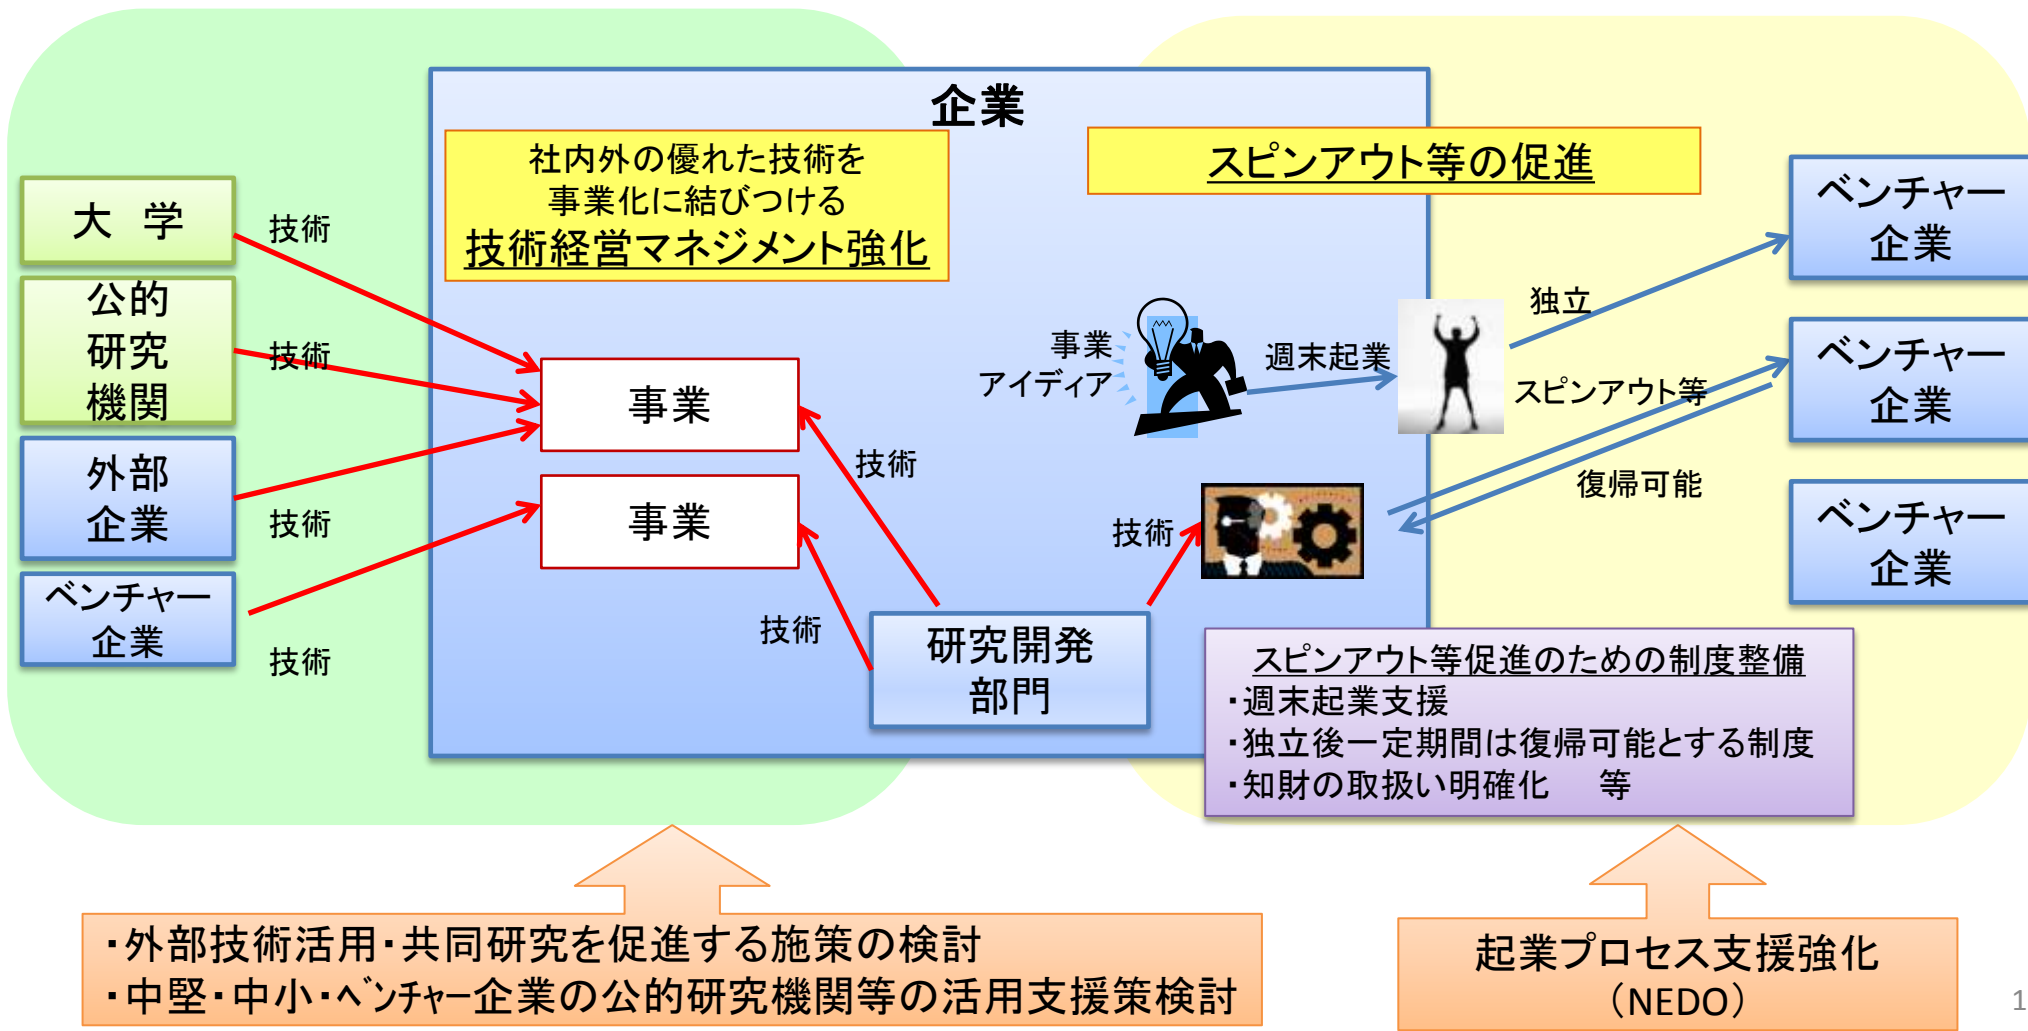 企業
社内外の優れた技術を
事業化に結びつける
技術経営マネジメント強化
スピンアウト等の促進
大　学
公的
研究
機関
外部
企業
ベンチャー
企業
技術
技術
技術
技術
事業
事業
技術
技術
技術
研究開発
部門
事業
アイディア
週末起業
独立
スピンアウト等
復帰可能
ベンチャー
企業
ベンチャー
企業
ベンチャー
企業
スピンアウト等促進のための制度整備
・週末起業支援
・独立後一定期間は復帰可能とする制度
・知財の取扱い明確化　等
・外部技術活用・共同研究を促進する施策の検討
・中堅・中小・ベンチャー企業の公的研究機関等の活用支援策検討
起業プロセス支援強化
（NEDO）
1